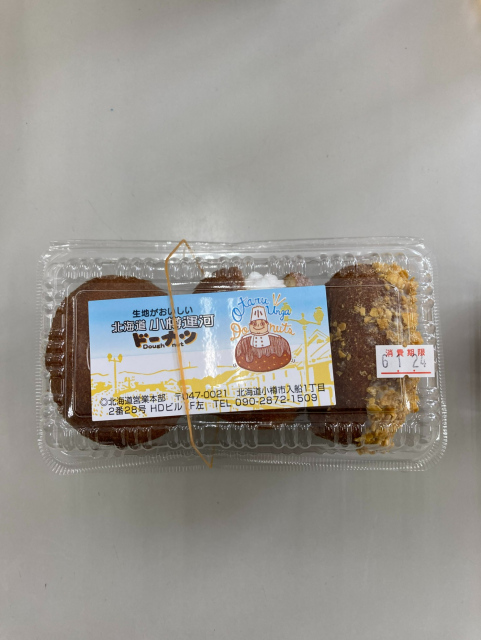 生地がおいしい
北海道 小樽運河
ドーナツ
Dough
Otaru Unga
Donuts
◎北海道営業本部 〒047-0021 北海道小樽市入船1丁目
2番28号 HDビル F左 TEL 090-2872-1509
消費期限
6 1 24